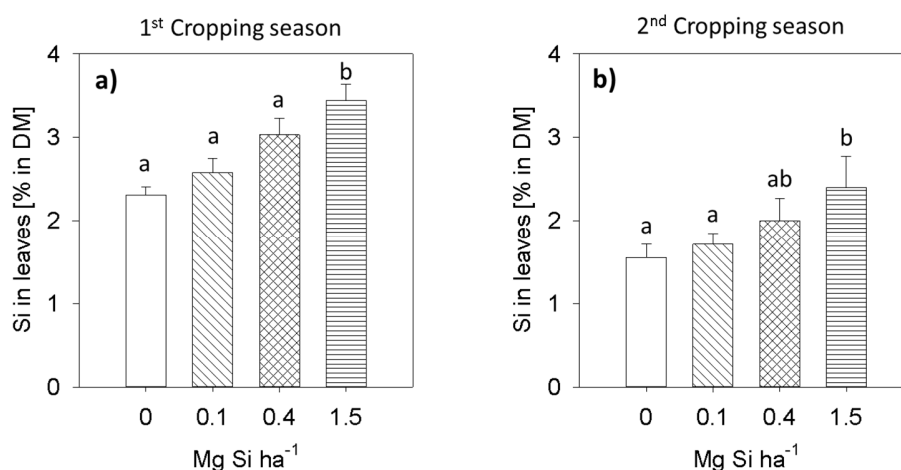 1st Cropping season
a)
Si in leaves [% in DM]
4
3
2
1
0
a
a
a
b
0 0.1 0.4 1.5
Mg Si ha-1
2nd Cropping season
b)
Si in leaves [% in DM]
4
3
2
1
0
a
a
ab
b
0 0.1 0.4 1.5
Mg Si ha-1